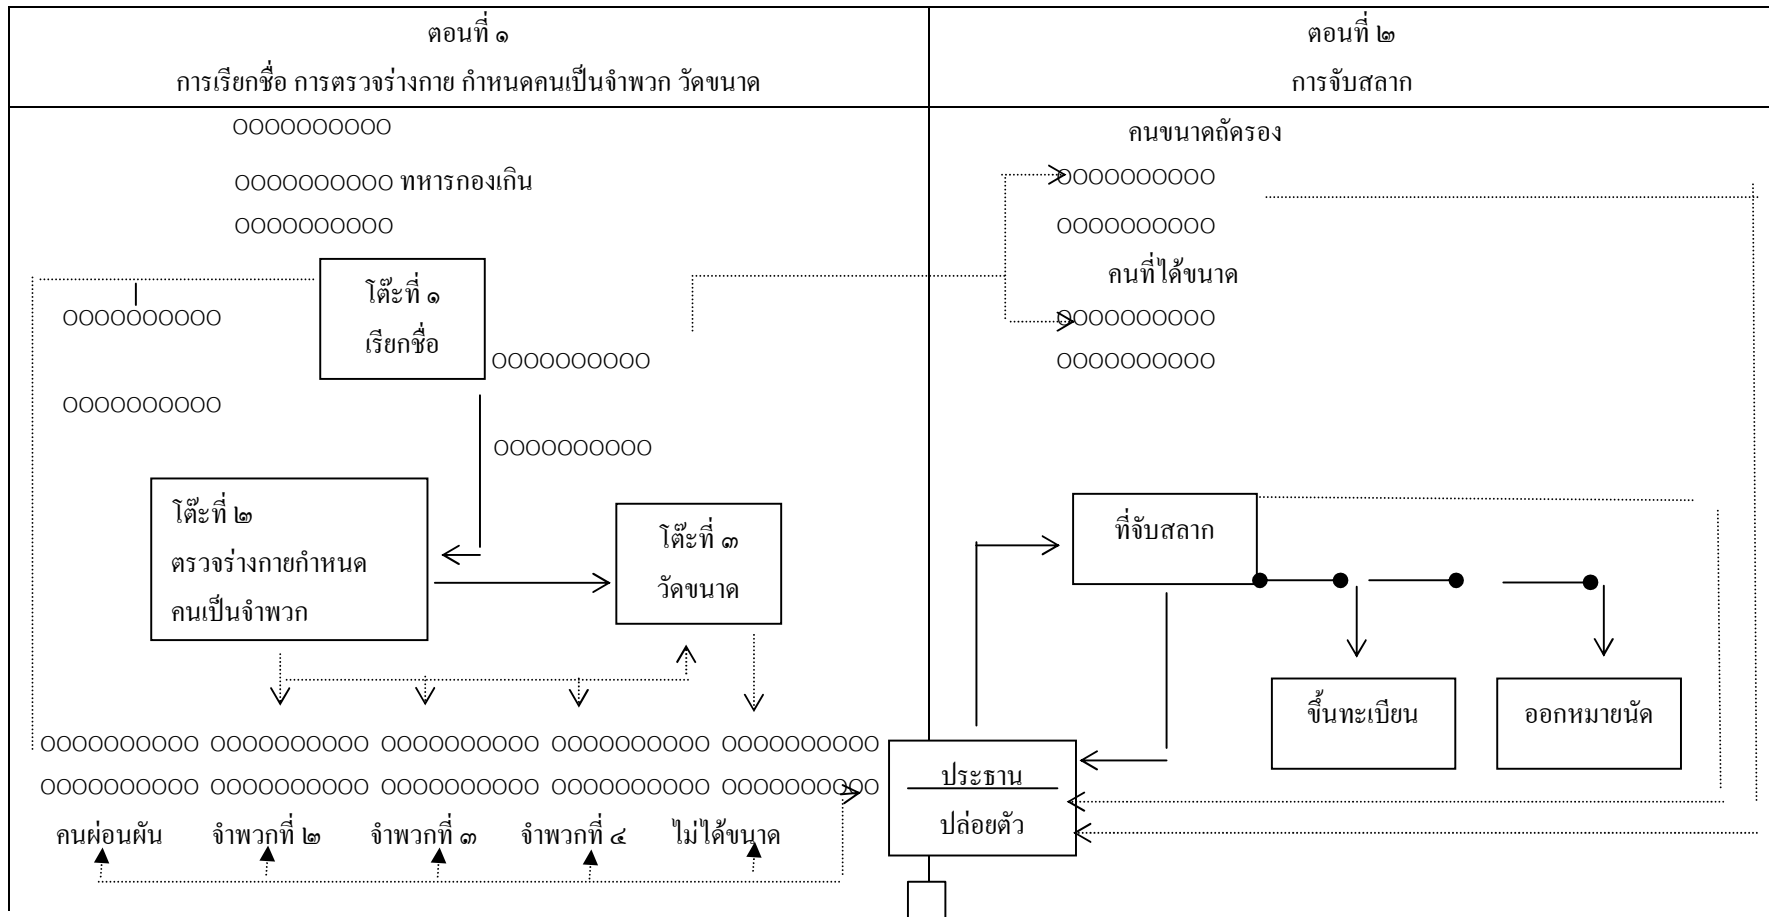 ตอนที่ ๑
การเรียกชื่อ การตรวจร่างกาย กำหนดคนเป็นจำพวก วัดขนาด
OOOOOOOOOO
OOOOOOOOOO ทหารกองเกิน
OOOOOOOOOO
โต๊ะที่ ๑
เรียกชื่อ
OOOOOOOOOO
OOOOOOOOOO
OOOOOOOOOO
OOOOOOOOOO
โต๊ะที่ ๒
ตรวจร่างกายกำหนด
คนเป็นจำพวก
โต๊ะที่ ๓
วัดขนาด
OOOOOOOOOO OOOOOOOOOO OOOOOOOOOO OOOOOOOOOO OOOOOOOOOO
OOOOOOOOOO OOOOOOOOOO OOOOOOOOOO OOOOOOOOOO OOOOOOOOOO
คนผ่อนผัน จำพวกที่ ๒ จำพวกที่ ๓ จำพวกที่ ๔ ไม่ได้ขนาด
ตอนที่ ๒
การจับสลาก
คนขนาดถัดรอง
OOOOOOOOOO
OOOOOOOOOO
คนที่ได้ขนาด
OOOOOOOOOO
OOOOOOOOOO
ที่จับสลาก
ขึ้นทะเบียน
ออกหมายนัด
ประธาน
ปล่อยตัว